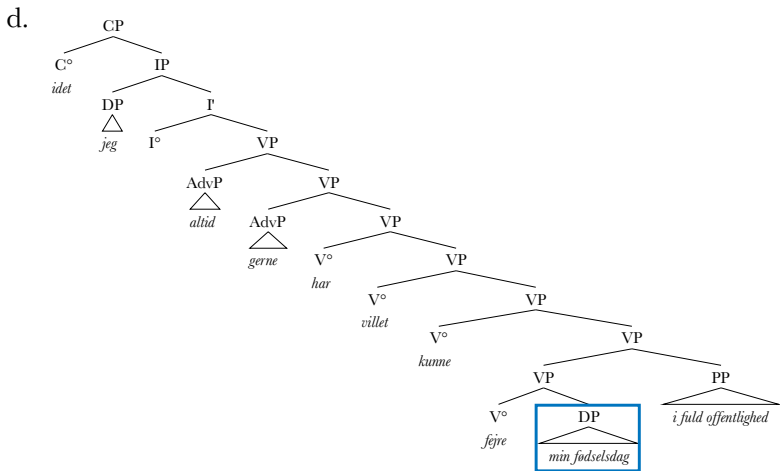 d.
CP
C° IP
idet
DP I'
jeg I° VP
AdvP VP
altid AdvP VP
gerne V° VP
har V° VP
villet V° VP
kunne VP PP
V° DP i fuld offentlighed
fejre min fødselsdag